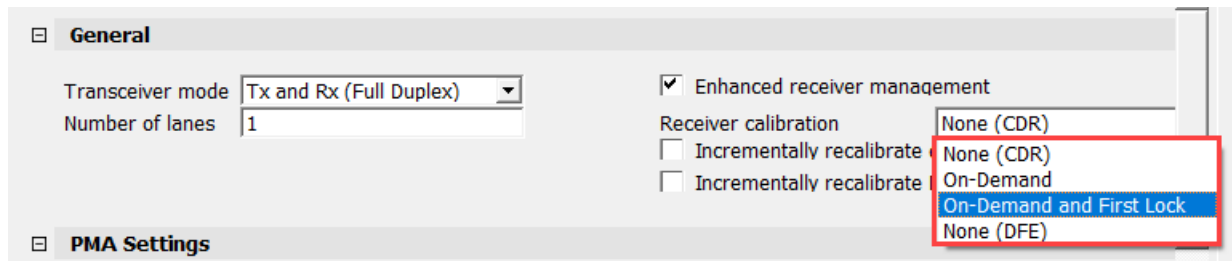 General
Transceiver mode Tx and Rx (Full Duplex)
Number of lanes 1
Enhanced receiver management
Receiver calibration None (CDR)
Incrementally recalibrate
Incrementally recalibrate
None (CDR)
On-Demand
On-Demand and First Lock
None (DFE)
PMA Settings